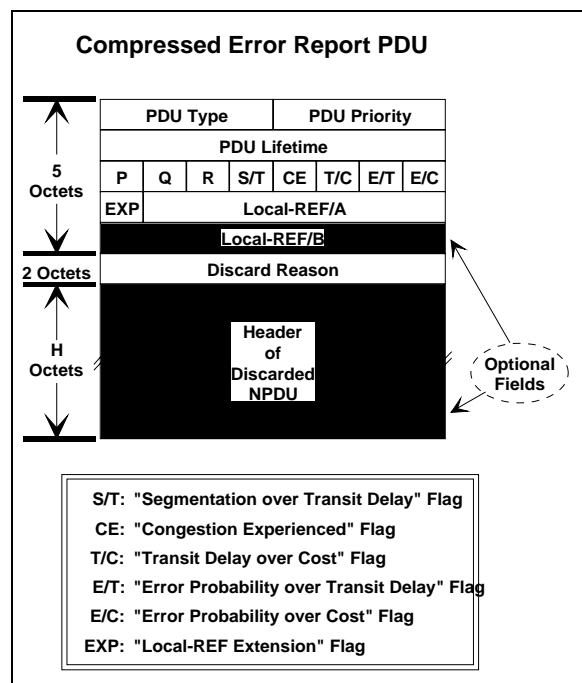 Compressed Error Report PDU
PDU Type PDU Priority
PDU Lifetime
5
Octets
P Q R S/T CE T/C E/T E/C
EXP Local-REF/A
Local-REF/B
2 Octets Discard Reason
H
Octets
Header
of
Discarded
NPDU
Optional
Fields
S/T: "Segmentation over Transit Delay" Flag
CE: "Congestion Experienced" Flag
T/C: "Transit Delay over Cost" Flag
E/T: "Error Probability over Transit Delay" Flag
E/C: "Error Probability over Cost" Flag
EXP: "Local-REF Extension" Flag